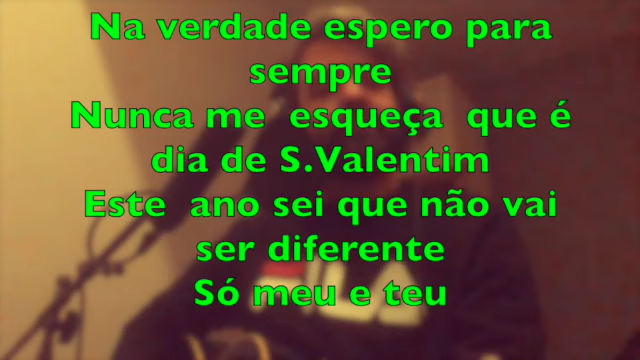 Na verdade espero para
sempre
Nunca me esqueça que é
dia de S.Valentim
Este ano sei que não vai
ser diferente
Só meu e teu